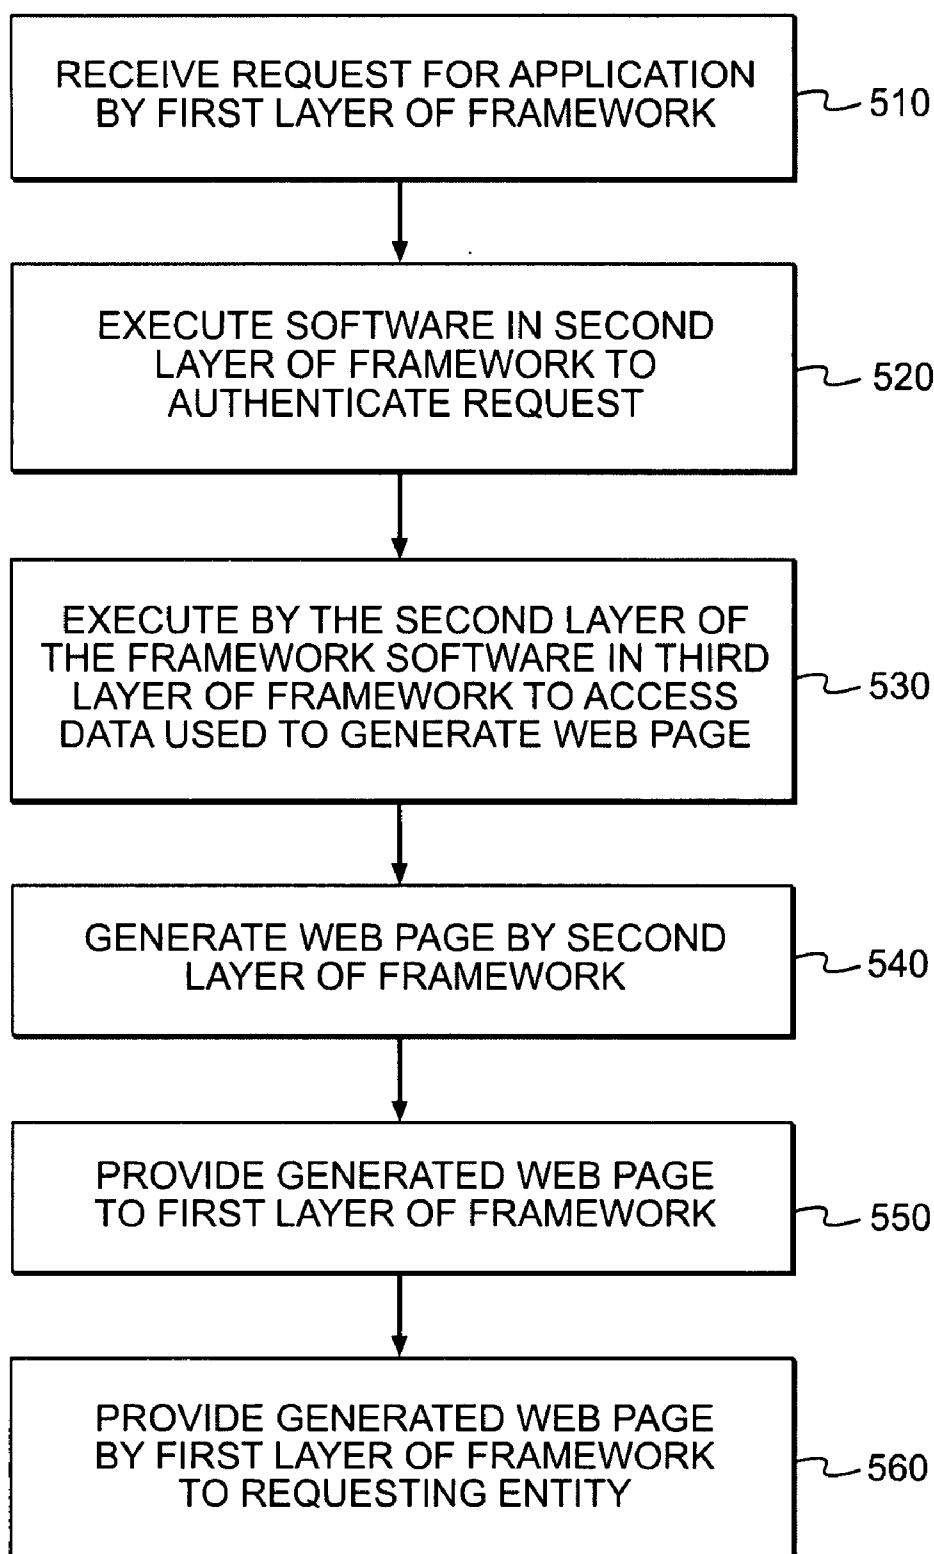 RECEIVE REQUEST FOR APPLICATION
BY FIRST LAYER OF FRAMEWORK
510
EXECUTE SOFTWARE IN SECOND
LAYER OF FRAMEWORK TO
AUTHENTICATE REQUEST
520
EXECUTE BY THE SECOND LAYER OF
THE FRAMEWORK SOFTWARE IN THIRD
LAYER OF FRAMEWORK TO ACCESS
DATA USED TO GENERATE WEB PAGE
530
GENERATE WEB PAGE BY SECOND
LAYER OF FRAMEWORK
540
PROVIDE GENERATED WEB PAGE
TO FIRST LAYER OF FRAMEWORK
550
PROVIDE GENERATED WEB PAGE
BY FIRST LAYER OF FRAMEWORK
TO REQUESTING ENTITY
560